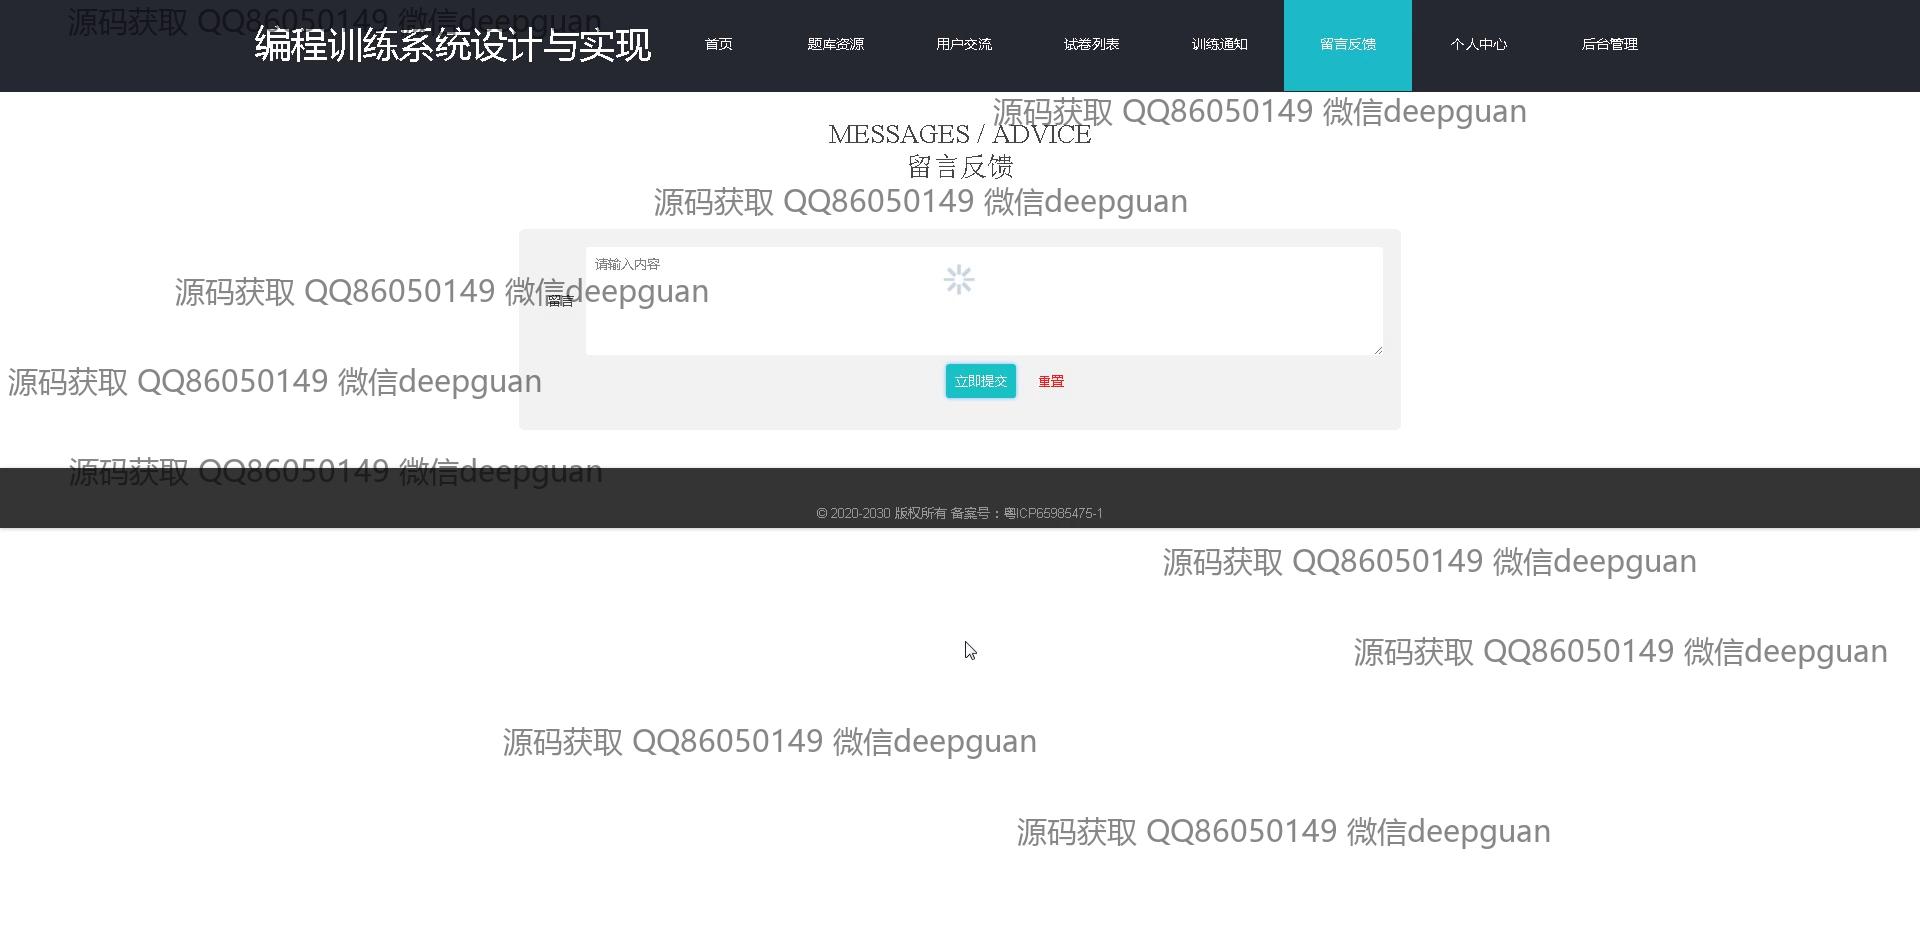 源码获取 QQ86050149 微信deepguan
编程训练系统设计与实现 首页 题库资源 用户交流 试卷列表 训练通知 留言反馈 个人中心 后台管理
源码获取 QQ86050149 微信deepguan
MESSAGES / ADVICE
留言反馈
源码获取 QQ86050149 微信deepguan
请输入内容
源码获取 QQ86050149 微信deepguan
留言
源码获取 QQ86050149 微信deepguan
立即提交 重置
源码获取 QQ86050149 微信deepguan
© 2020-2030 版权所有 备案号：粤ICP65985475-1
源码获取 QQ86050149 微信deepguan
源码获取 QQ86050149 微信deepguan
源码获取 QQ86050149 微信deepguan
源码获取 QQ86050149 微信deepguan